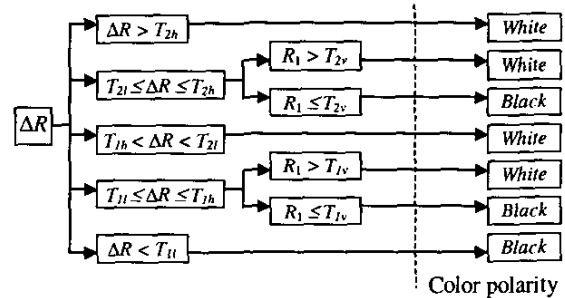 ΔR > T2h White
R1 > T2v White
T2l ≤ ΔR ≤ T2h
R1 ≤ T2v Black
ΔR
T1h < ΔR < T2l White
R1 > T1v White
T1l ≤ ΔR ≤ T1h
R1 ≤ T1v Black
ΔR < T1l Black
Color polarity